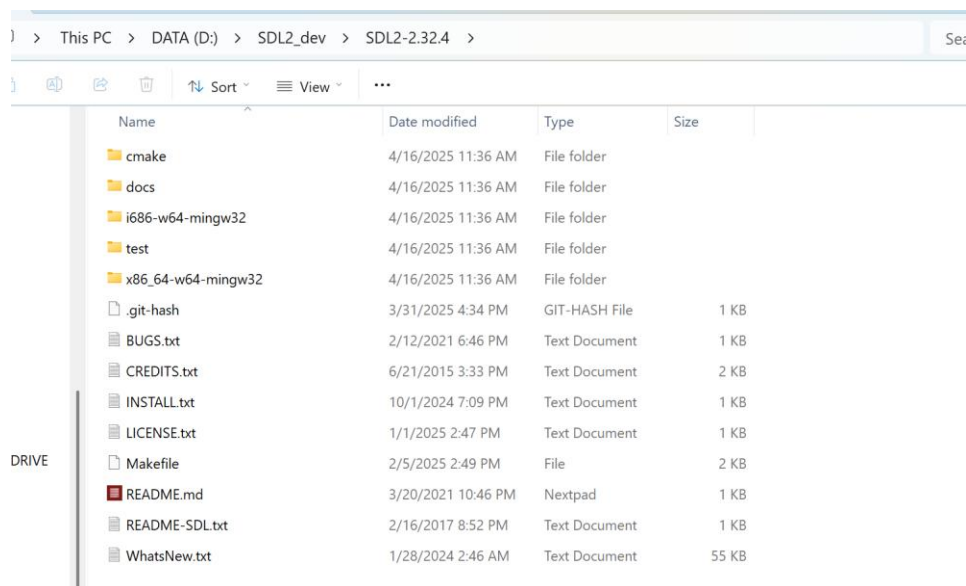 > This PC > DATA (D:) > SDL2_dev > SDL2-2.32.4 >
Sort View ...
Name Date modified Type Size
cmake 4/16/2025 11:36 AM File folder
docs 4/16/2025 11:36 AM File folder
i686-w64-mingw32 4/16/2025 11:36 AM File folder
test 4/16/2025 11:36 AM File folder
x86_64-w64-mingw32 4/16/2025 11:36 AM File folder
.git-hash 3/31/2025 4:34 PM GIT-HASH File 1 KB
BUGS.txt 2/12/2021 6:46 PM Text Document 1 KB
CREDITS.txt 6/21/2015 3:33 PM Text Document 2 KB
INSTALL.txt 10/1/2024 7:09 PM Text Document 1 KB
LICENSE.txt 1/1/2025 2:47 PM Text Document 1 KB
DRIVE Makefile 2/5/2025 2:49 PM File 2 KB
README.md 3/20/2021 10:46 PM Nextpad 1 KB
README-SDL.txt 2/16/2017 8:52 PM Text Document 1 KB
WhatsNew.txt 1/28/2024 2:46 AM Text Document 55 KB